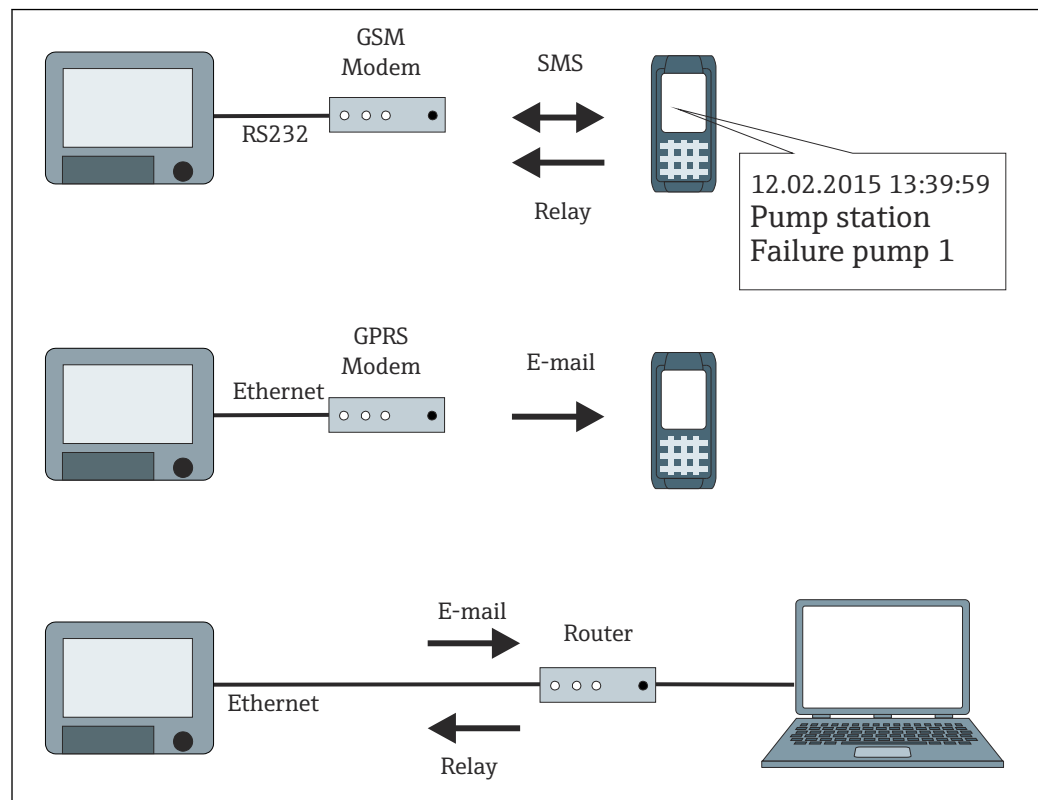 GSM
Modem
SMS
RS232
Relay
12.02.2015 13:39:59
Pump station
Failure pump 1
GPRS
Modem
E-mail
Ethernet
E-mail
Router
Ethernet
Relay